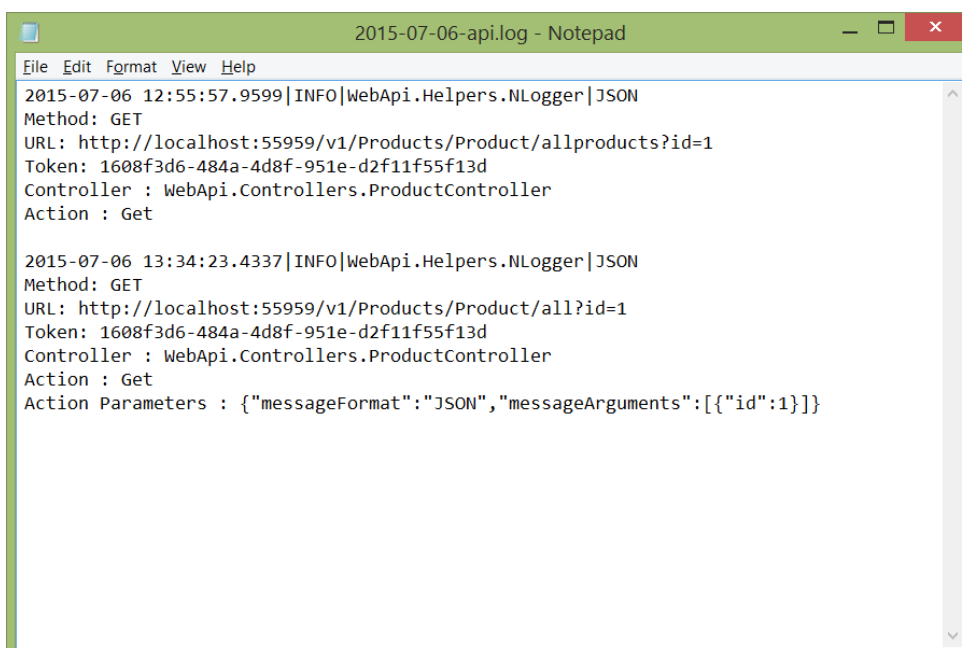 2015-07-06-api.log - Notepad
File Edit Format View Help
2015-07-06 12:55:57.9599|INFO|WebApi.Helpers.NLogger|JSON
Method: GET
URL: http://localhost:55959/v1/Products/Product/allproducts?id=1
Token: 1608f3d6-484a-4d8f-951e-d2f11f55f13d
Controller : WebApi.Controllers.ProductController
Action : Get

2015-07-06 13:34:23.4337|INFO|WebApi.Helpers.NLogger|JSON
Method: GET
URL: http://localhost:55959/v1/Products/Product/all?id=1
Token: 1608f3d6-484a-4d8f-951e-d2f11f55f13d
Controller : WebApi.Controllers.ProductController
Action : Get
Action Parameters : {"messageFormat":"JSON","messageArguments":[{"id":1}]}